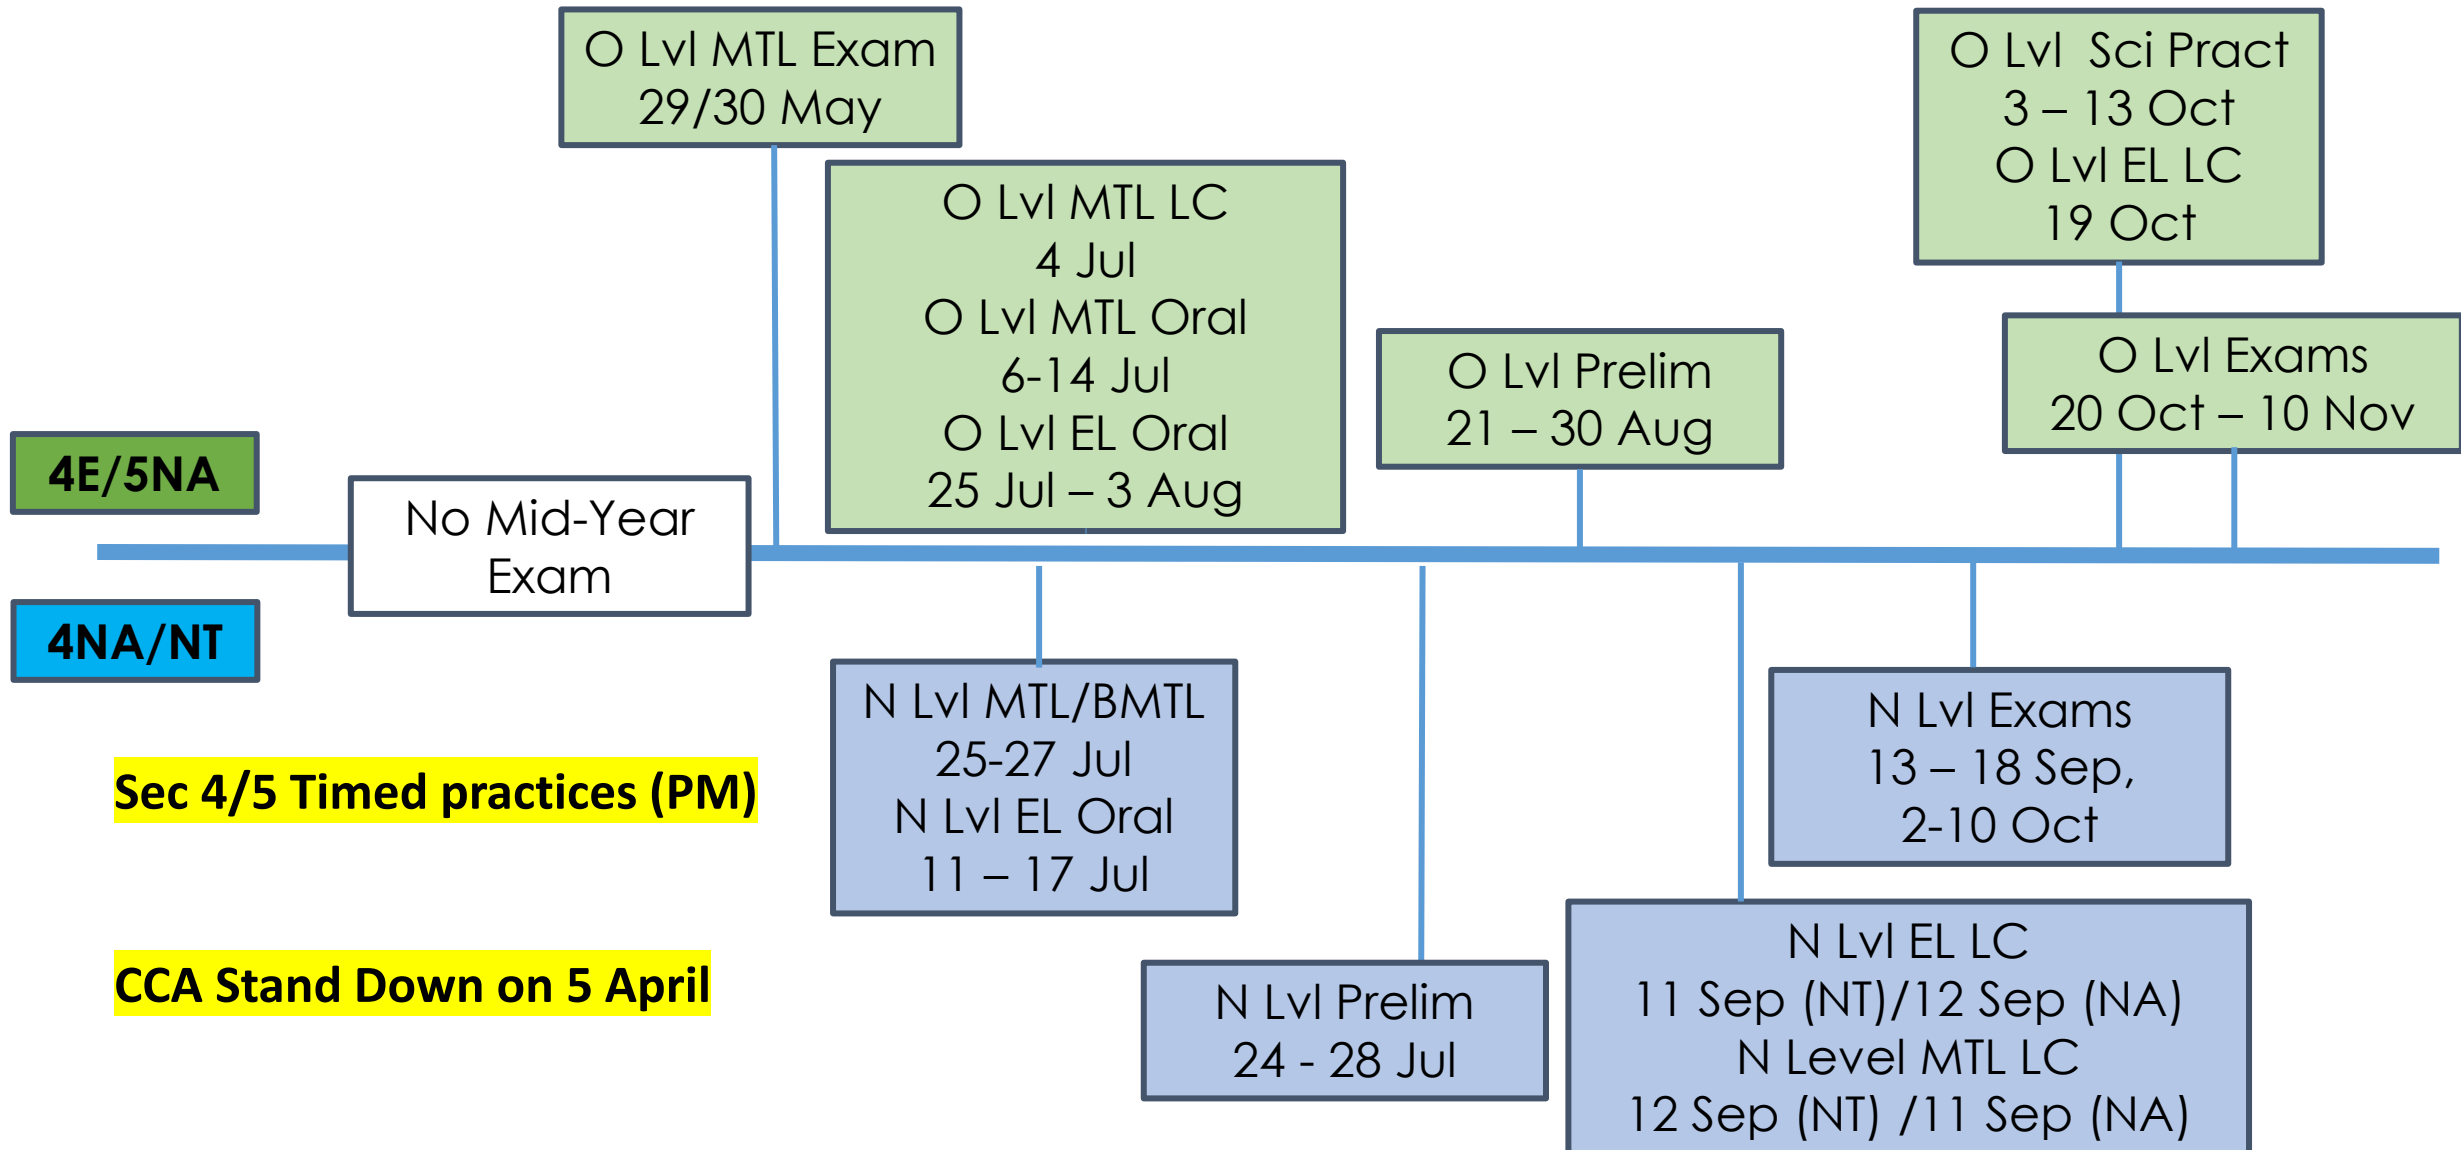 O Lvl MTL Exam
29/30 May
O Lvl Sci Pract
3 – 13 Oct
O Lvl EL LC
19 Oct
O Lvl MTL LC
4 Jul
O Lvl MTL Oral
6-14 Jul
O Lvl EL Oral
25 Jul – 3 Aug
O Lvl Prelim
21 – 30 Aug
O Lvl Exams
20 Oct – 10 Nov
4E/5NA
No Mid-Year
Exam
4NA/NT
N Lvl MTL/BMTL
25-27 Jul
N Lvl EL Oral
11 – 17 Jul
N Lvl Exams
13 – 18 Sep,
2-10 Oct
Sec 4/5 Timed practices (PM)
CCA Stand Down on 5 April
N Lvl Prelim
24 - 28 Jul
N Lvl EL LC
11 Sep (NT)/12 Sep (NA)
N Level MTL LC
12 Sep (NT) /11 Sep (NA)